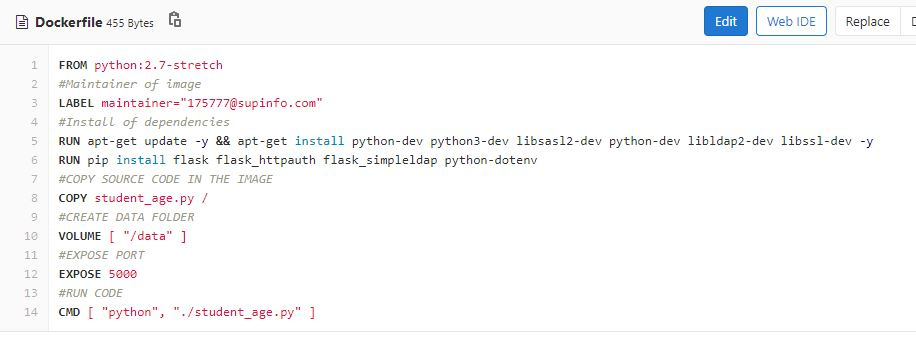 Dockerfile 455 Bytes Edit Web IDE Replace
1 FROM python:2.7-stretch
2 #Maintainer of image
3 LABEL maintainer="175777@supinfo.com"
4 #Install of dependencies
5 RUN apt-get update -y && apt-get install python-dev python3-dev libsasl2-dev python-dev libldap2-dev libssl-dev -y
6 RUN pip install flask flask_httpauth flask_simpleldap python-dotenv
7 #COPY SOURCE CODE IN THE IMAGE
8 COPY student_age.py /
9 #CREATE DATA FOLDER
10 VOLUME [ "/data" ]
11 #EXPOSE PORT
12 EXPOSE 5000
13 #RUN CODE
14 CMD [ "python", "./student_age.py" ]